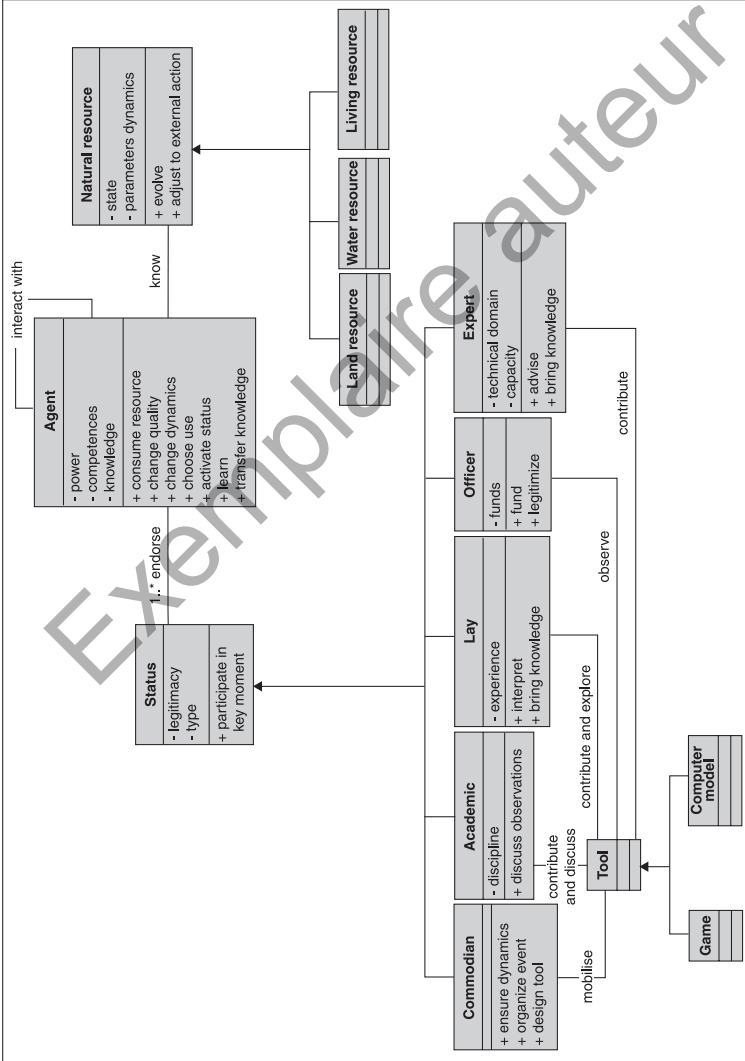 interact with
Agent
- power
- competences
- knowledge
+ consume resource
+ change quality
+ change dynamics
+ choose use
+ activate status
+ learn
+ transfer knowledge
know
Natural resource
- state
- parameters dynamics
+ evolve
+ adjust to external action
1..* endorse
Status
- legitimacy
- type
+ participate in
key moment
Land resource
Water resource
Living resource
Commodian
+ ensure dynamics
+ organize event
+ design tool
Academic
- discipline
+ discuss observations
Lay
- experience
+ interpret
+ bring knowledge
Officer
- funds
+ fund
+ legitimize
Expert
- technical domain
- capacity
+ advise
+ bring knowledge
mobilise
contribute
and discuss
contribute and explore
observe
contribute
Tool
Game
Computer
model
Exemplaire auteur